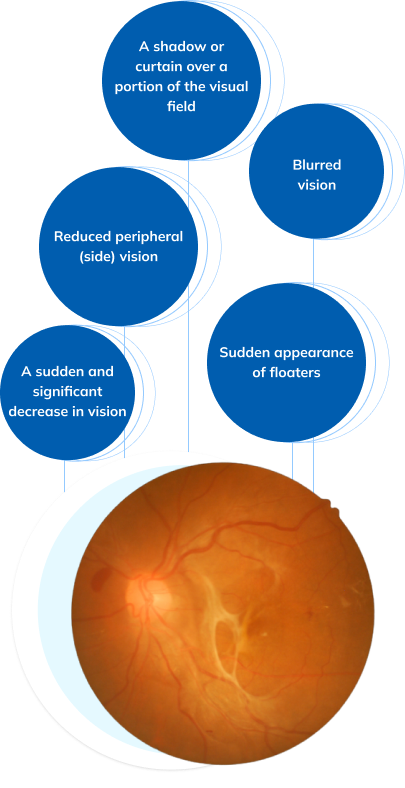 A shadow or
curtain over a
portion of the visual
field
Blurred
vision
Reduced peripheral
(side) vision
Sudden appearance
of floaters
A sudden and
significant
decrease in vision